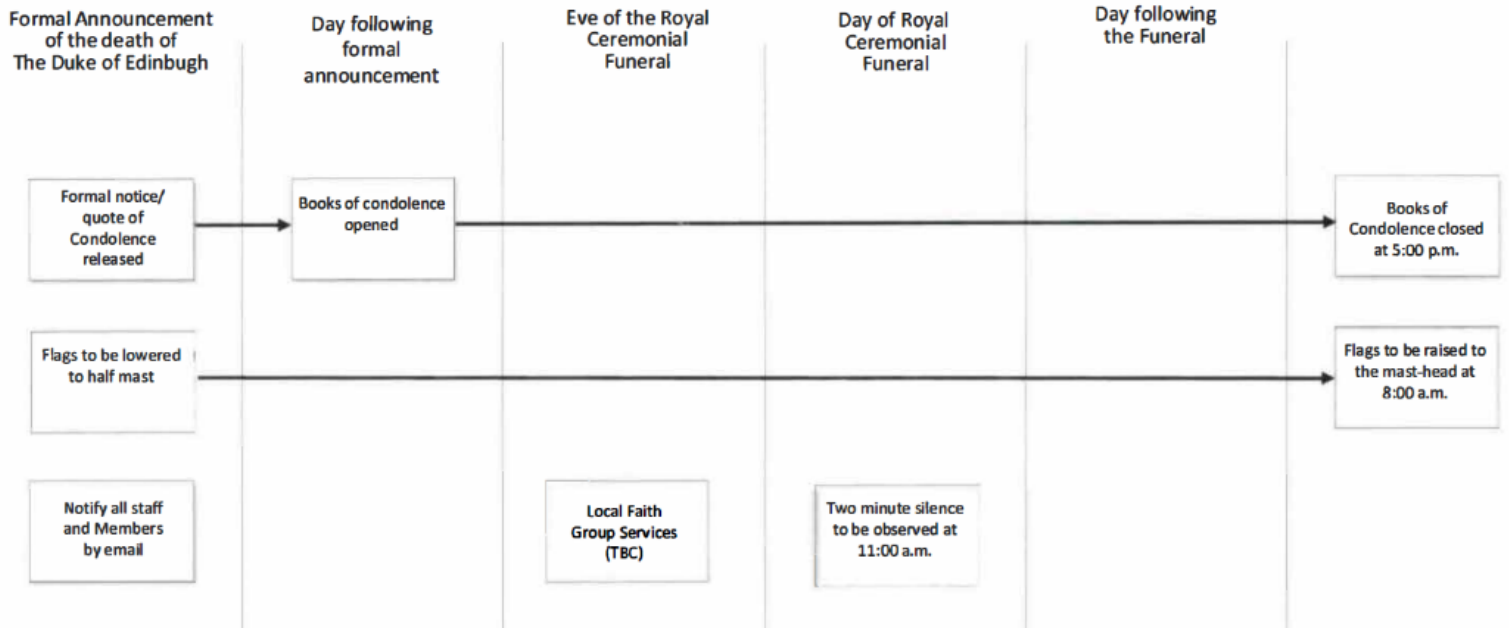 Formal Announcement
of the death of
The Duke of Edinbugh
Day following
formal
announcement
Eve of the Royal
Ceremonial
Funeral
Day of Royal
Ceremonial
Funeral
Day following
the Funeral
Formal notice/
quote of
Condolence
released
Books of condolence
opened
Books of
Condolence closed
at 5:00 p.m.
Flags to be lowered
to half mast
Flags to be raised to
the mast-head at
8:00 a.m.
Notify all staff
and Members
by email
Local Faith
Group Services
(TBC)
Two minute silence
to be observed at
11:00 a.m.